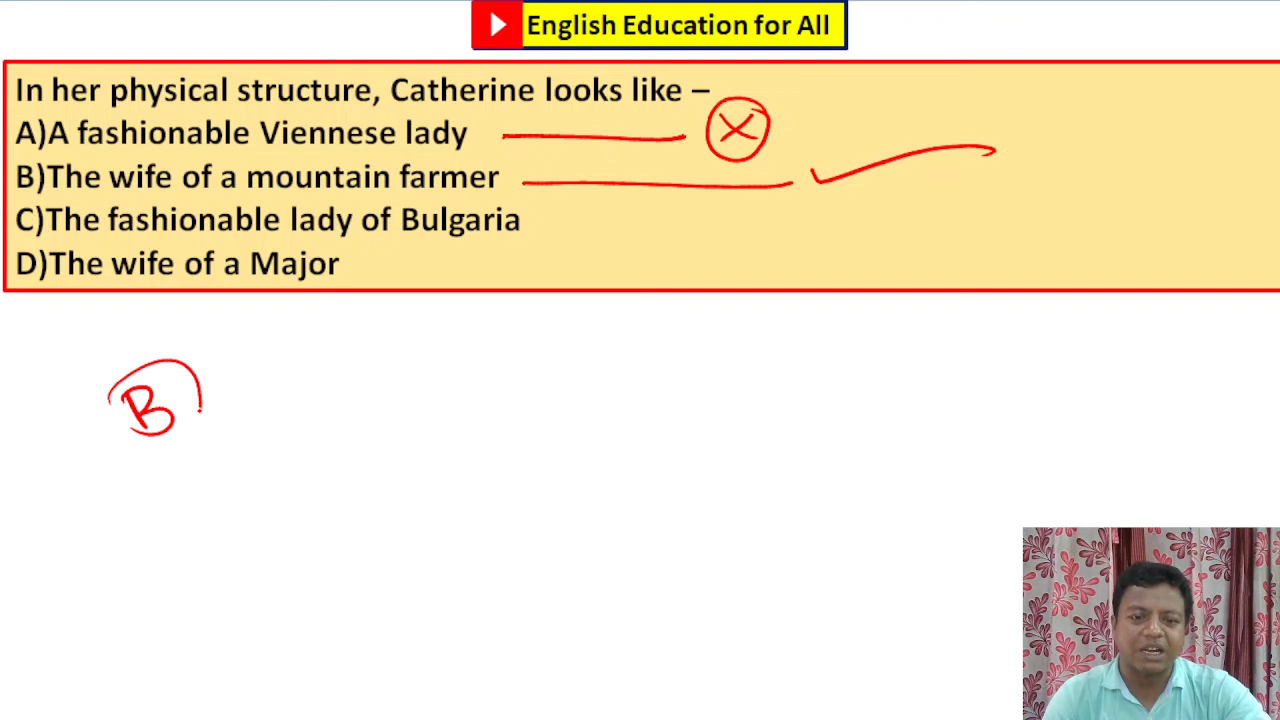 English Education for All
In her physical structure, Catherine looks like –
A)A fashionable Viennese lady
B)The wife of a mountain farmer
C)The fashionable lady of Bulgaria
D)The wife of a Major
B